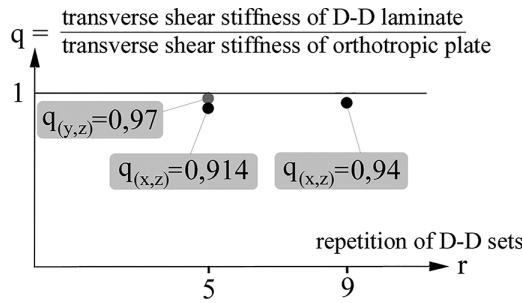 q = transverse shear stiffness of D-D laminate
transverse shear stiffness of orthotropic plate
1
q(y,z)=0,97
q(x,z)=0,914
q(x,z)=0,94
repetition of D-D sets
r
5
9